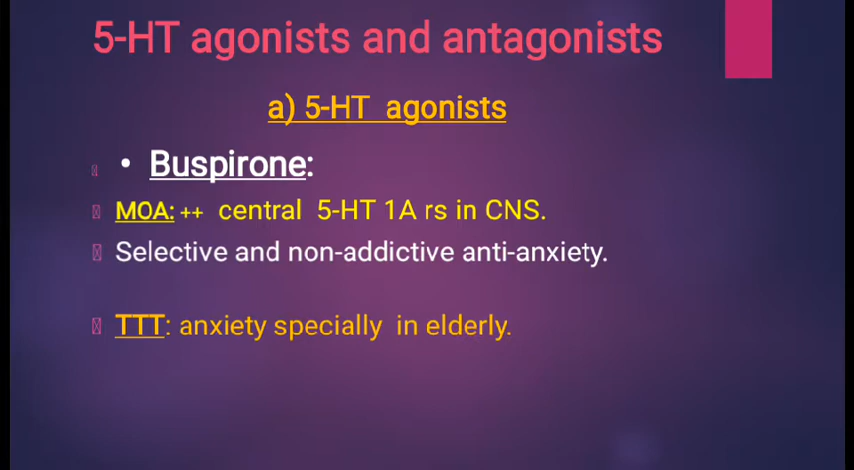 5-HT agonists and antagonists
a) 5-HT  agonists
• Buspirone:
MOA: ++  central  5-HT 1A rs in CNS.
Selective and non-addictive anti-anxiety.
TTT: anxiety specially  in elderly.